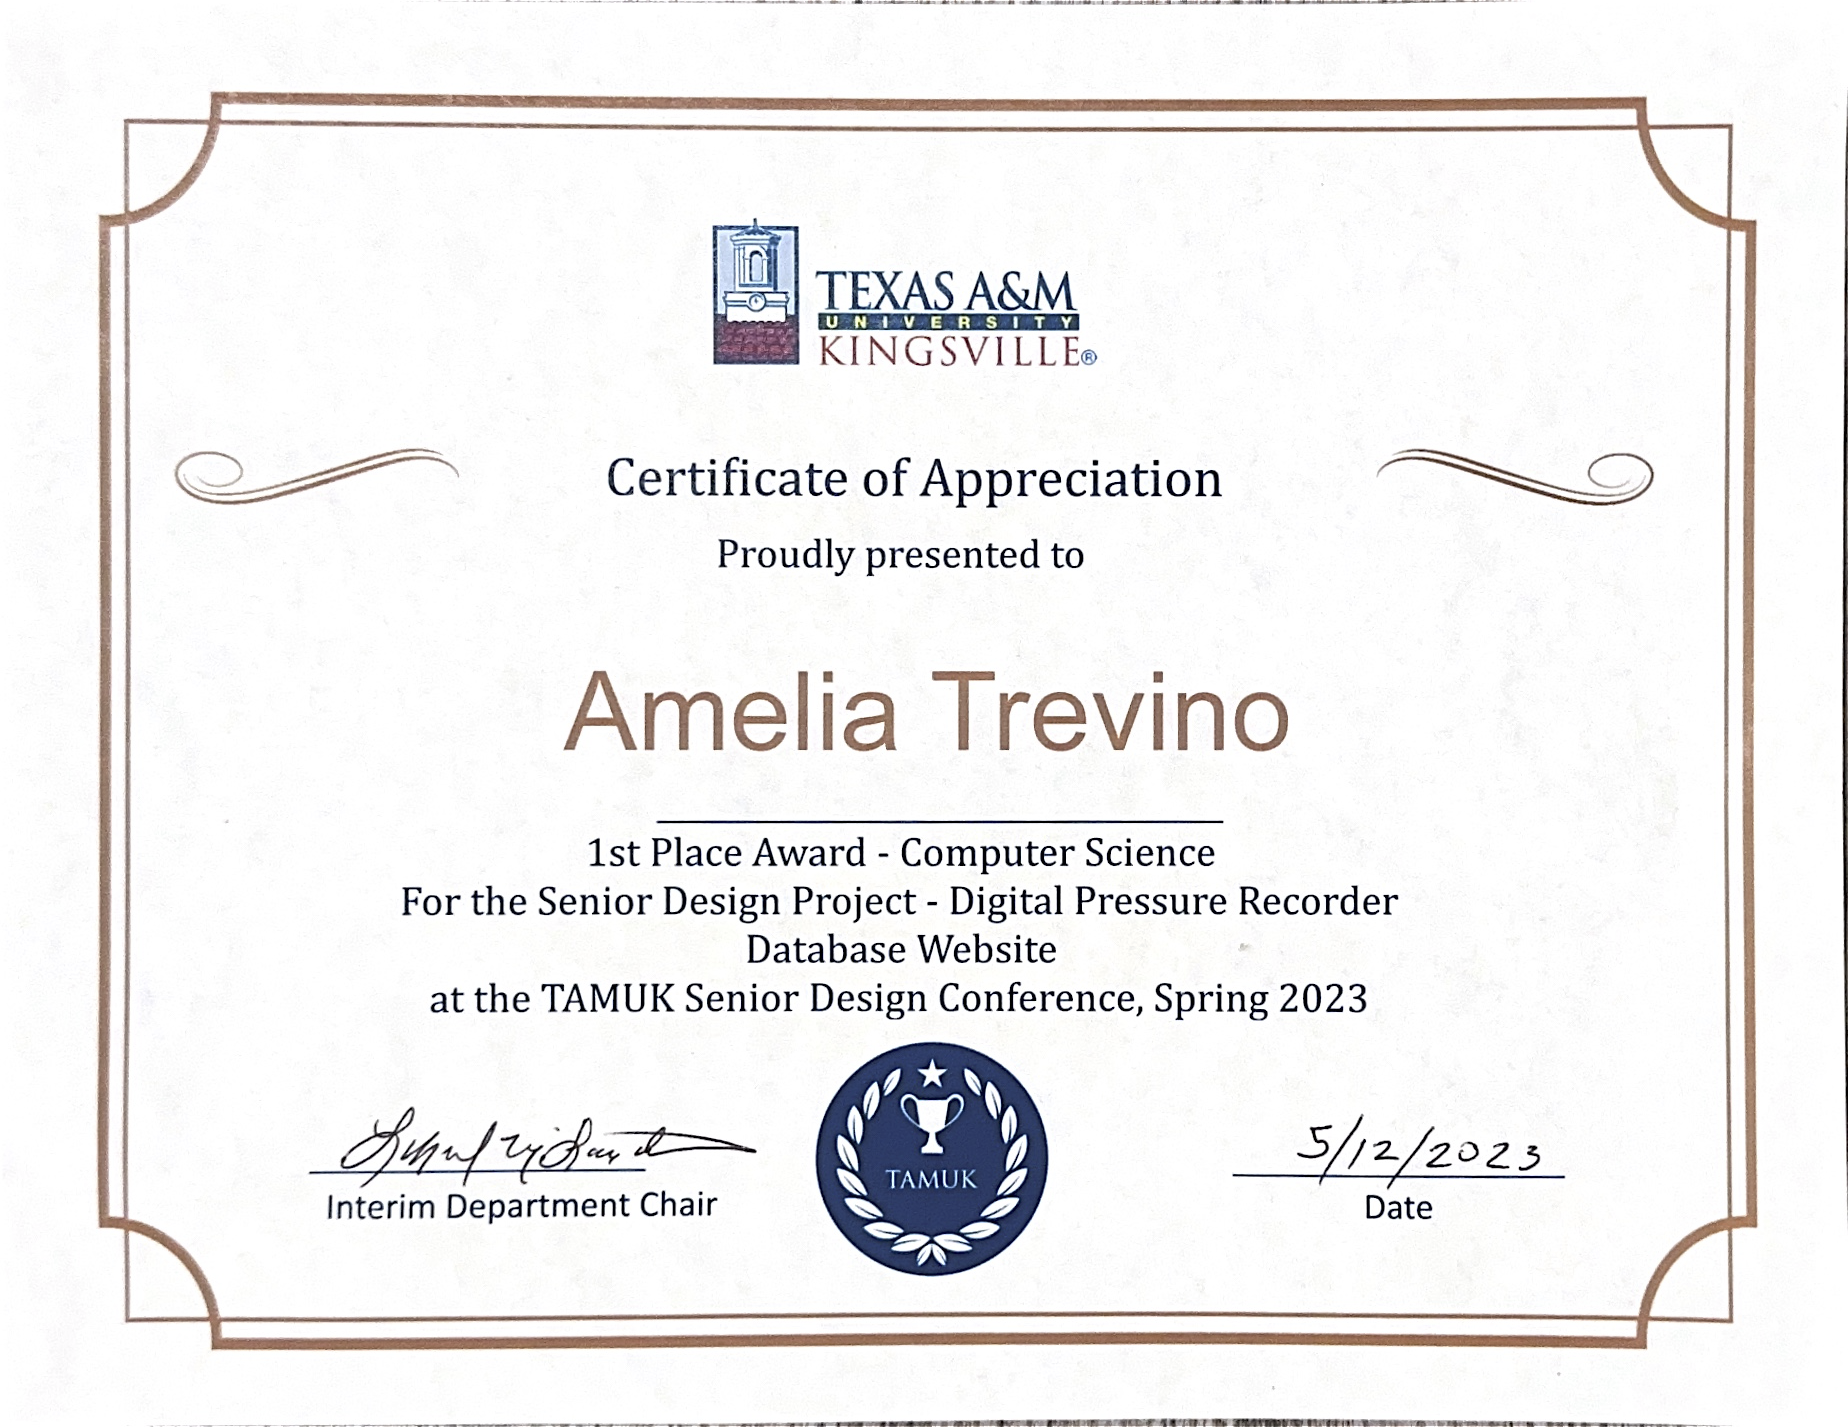 TEXAS A&M
UNIVERSITY
KINGSVILLE®
Certificate of Appreciation
Proudly presented to
Amelia Trevino
1st Place Award - Computer Science
For the Senior Design Project - Digital Pressure Recorder
Database Website
at the TAMUK Senior Design Conference, Spring 2023
TAMUK
5/12/2023
Interim Department Chair
Date